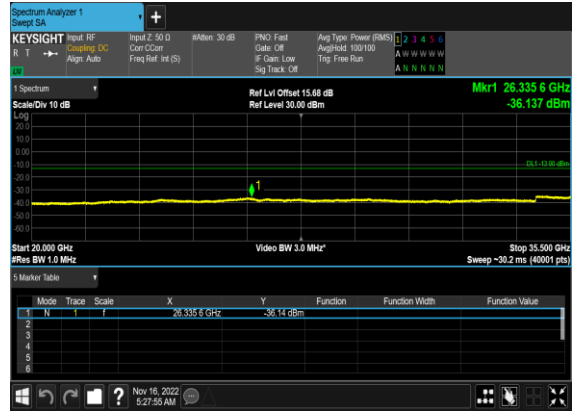 Spectrum Analyzer 1
Swept SA
+
KEYSIGHT Input: RF Input Z: 50 Ω #Atten: 30 dB PNO: Fast Avg Type: Power (RMS) 1 2 3 4 5 6
R T Coupling: DC Corr CCorr Gate: Off Avg|Hold: 100/100 A W W W W W
Align: Auto Freq Ref: Int (S) IF Gain: Low Trig: Free Run
Sig Track: Off A N N N N N
1 Spectrum Ref Lvl Offset 15.68 dB Mkr1 26.335 6 GHz
Scale/Div 10 dB Ref Level 30.00 dBm -36.137 dBm
Log
20.0
10.0
0.00
-10.0 DL1 -13.00 dBm
-20.0
-30.0 1
-40.0
-50.0
-60.0
Start 20.000 GHz Video BW 3.0 MHz* Stop 35.500 GHz
#Res BW 1.0 MHz Sweep ~30.2 ms (40001 pts)
5 Marker Table
Mode Trace Scale X Y Function Function Width Function Value
1 N 1 f 26.335 6 GHz -36.14 dBm
2
3
4
5
6
? Nov 16, 2022
5:27:55 AM